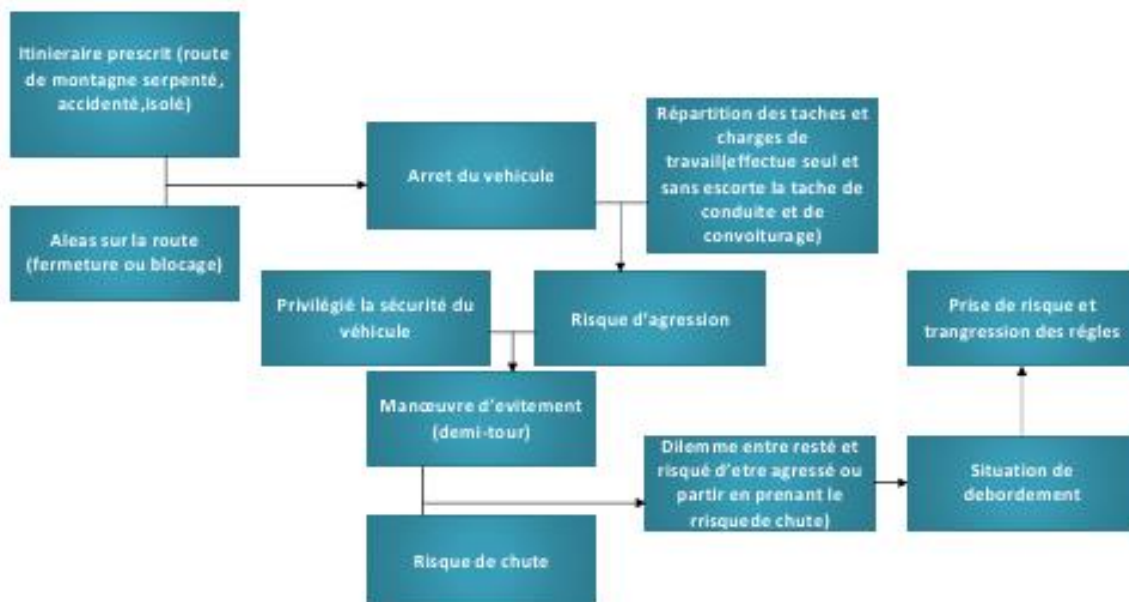 Itinieraire prescrit (route
de montagne serpenté,
accidenté,isolé)
Aleas sur la route
(fermeture ou blocage)
Arret du vehicule
Répartition des taches et
charges de
travail(effectue seul et
sans escorte la tache de
conduite et de
convoiturage)
Privilégié la sécurité du
véhicule
Risque d'agression
Manœuvre d'evitement
(demi-tour)
Risque de chute
Dilemme entre resté et
risqué d'etre agressé ou
partir en prenant le
rrisquede chute)
Situation de
debordement
Prise de risque et
trangression des régles